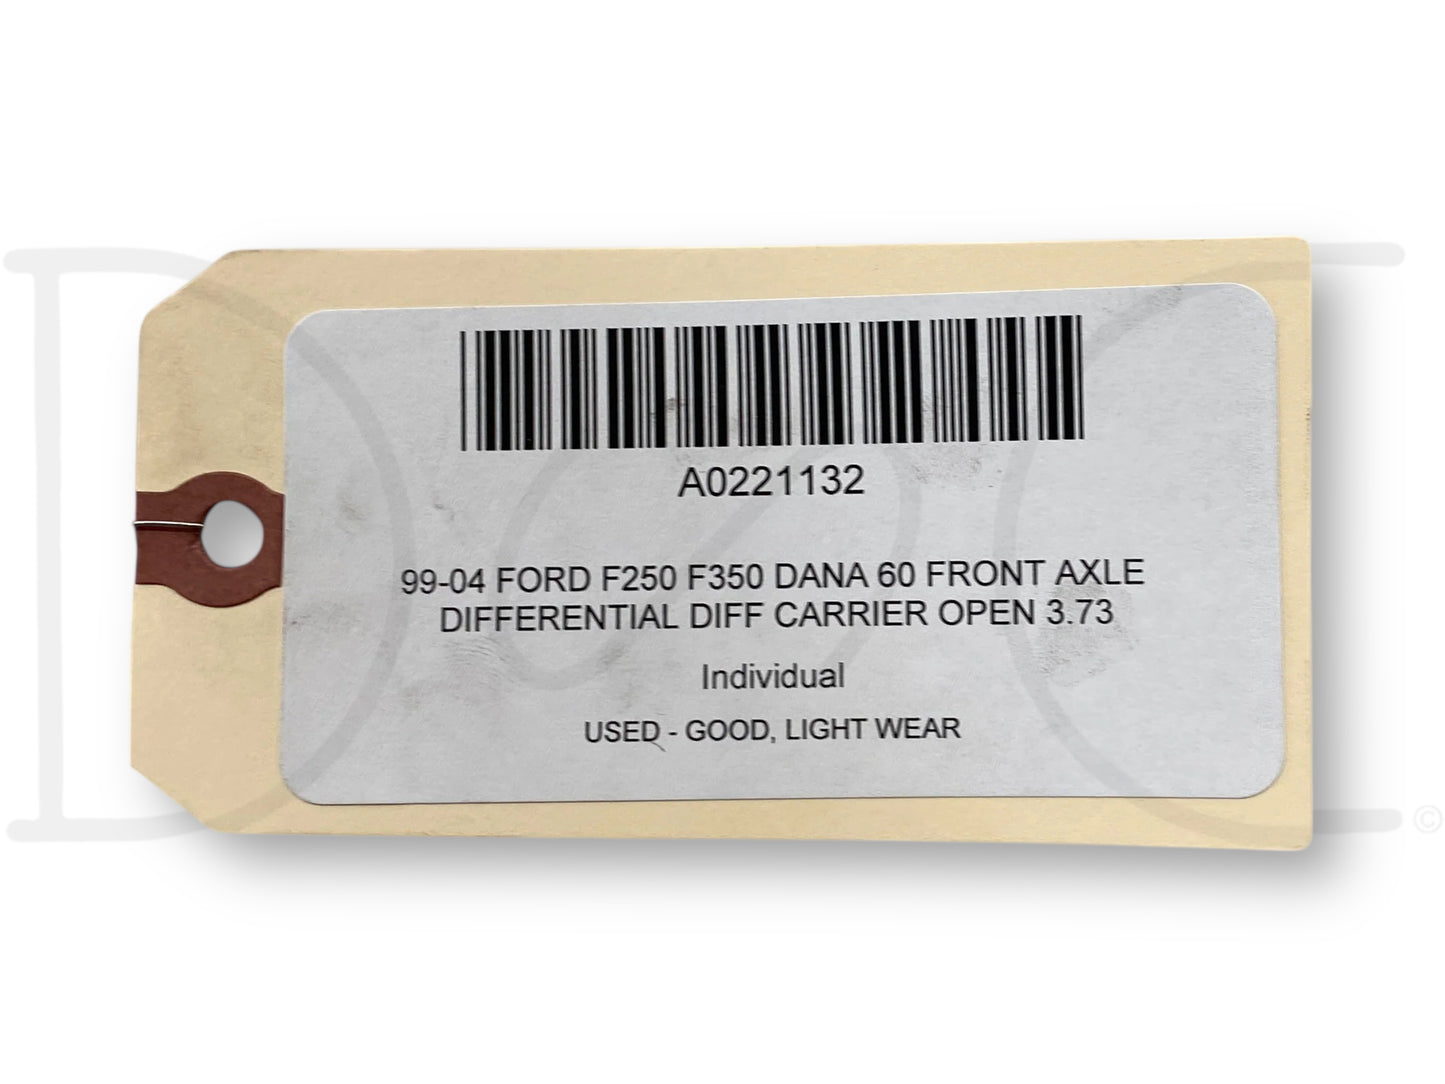 A0221132
99-04 FORD F250 F350 DANA 60 FRONT AXLE
DIFFERENTIAL DIFF CARRIER OPEN 3.73
Individual
USED - GOOD, LIGHT WEAR
©